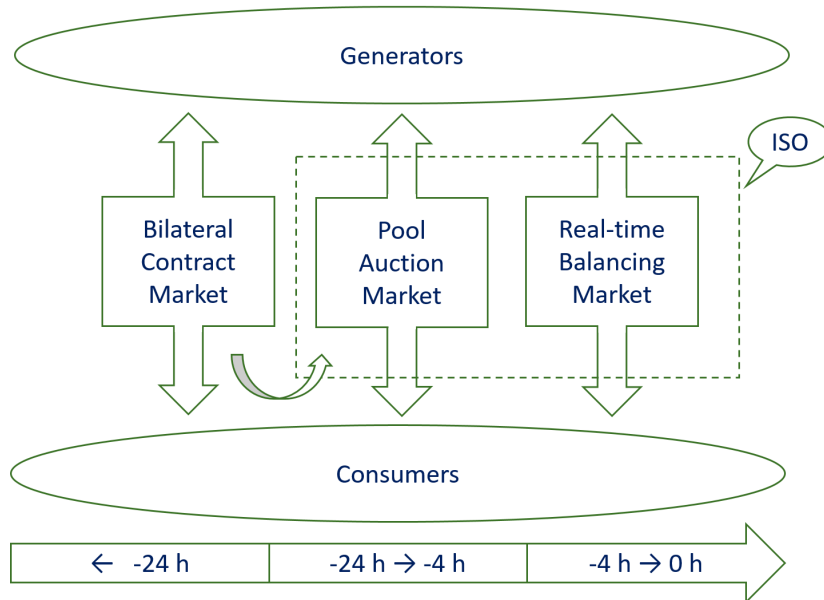 Generators
ISO
Bilateral
Contract
Market
Pool
Auction
Market
Real-time
Balancing
Market
Consumers
← -24 h
-24 h → -4 h
-4 h → 0 h